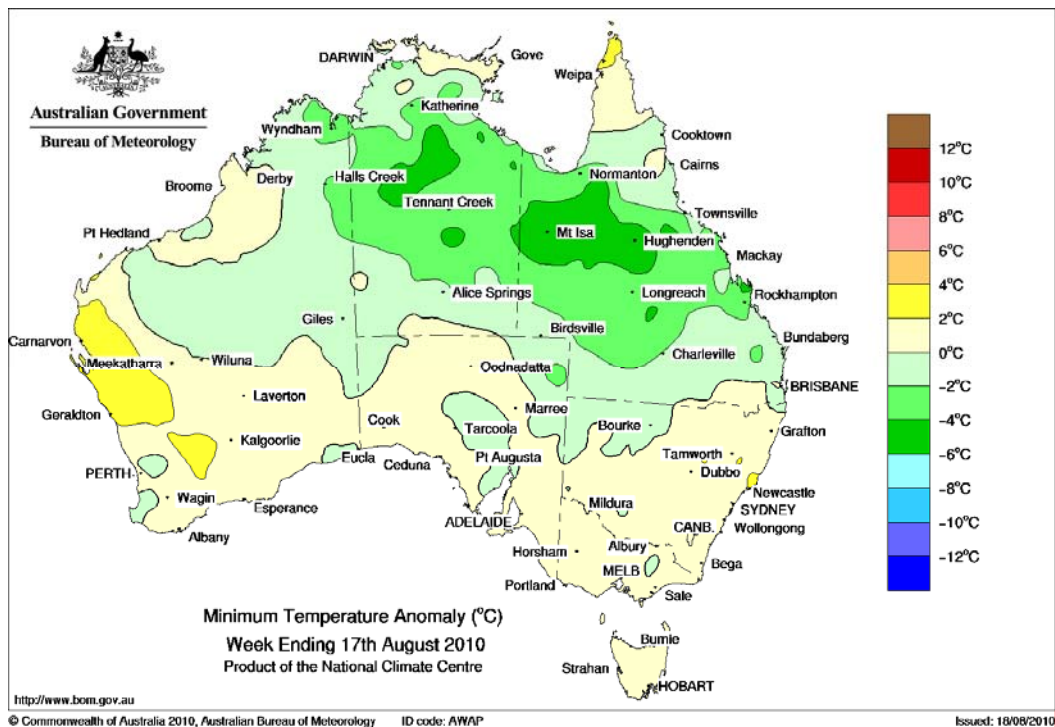 Australian Government
Bureau of Meteorology
DARWIN
Gove
Weipa
Katherine
Wyndham
Cooktown
Cairns
Derby
Halls Creek
Normanton
Broome
Tennant Creek
Townsville
Pt Hedland
Mt Isa
Hughenden
Mackay
Alice Springs
Longreach
Rockhampton
Giles
Birdsville
Bundaberg
Carnarvon
Meekatharra
Wiluna
Oodnadatta
Charleville
BRISBANE
Laverton
Marree
Geraldton
Cook
Tarcoola
Bourke
Grafton
Kalgoorlie
Eucla
Ceduna
Pt Augusta
Tamworth
Dubbo
PERTH
Wagin
Esperance
Mildura
Newcastle
SYDNEY
Wollongong
ADELAIDE
CANB.
Albany
Horsham
Albury
MELB
Bega
Portland
Sale
Burnie
Strahan
HOBART
12°C
10°C
8°C
6°C
4°C
2°C
0°C
-2°C
-4°C
-6°C
-8°C
-10°C
-12°C
Minimum Temperature Anomaly (°C)
Week Ending 17th August 2010
Product of the National Climate Centre
http://www.bom.gov.au
© Commonwealth of Australia 2010, Australian Bureau of Meteorology ID code: AWAP Issued: 18/08/2010